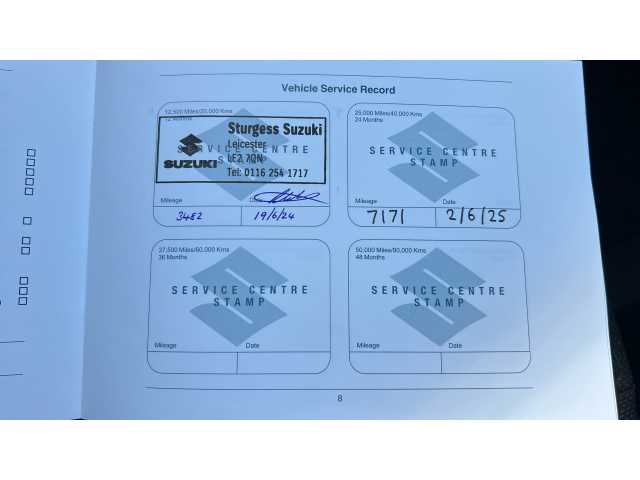 Vehicle Service Record
12,500 Miles/20,000 Kms
12 Months
Sturgess Suzuki
Leicester
LE2 7QN
Tel: 0116 254 1717
SUZUKI
SERVICE CENTRE
STAMP
Mileage Date
34E2 19/6/24
25,000 Miles/40,000 Kms
24 Months
SERVICE CENTRE
STAMP
Mileage Date
7171 2/6/25
37,500 Miles/60,000 Kms
36 Months
SERVICE CENTRE
STAMP
Mileage Date
50,000 Miles/80,000 Kms
48 Months
SERVICE CENTRE
STAMP
Mileage Date
8